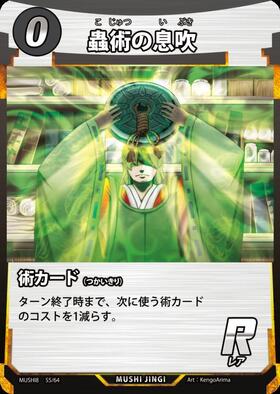 0
こ じゅつ い ぶき
蟲術の息吹
術カード (つかいきり)
ターン終了時まで、次に使う術カード
のコストを1減らす。
R
レア
MUSHI8 55/64
MUSHI JINGI
Art：KengoArima